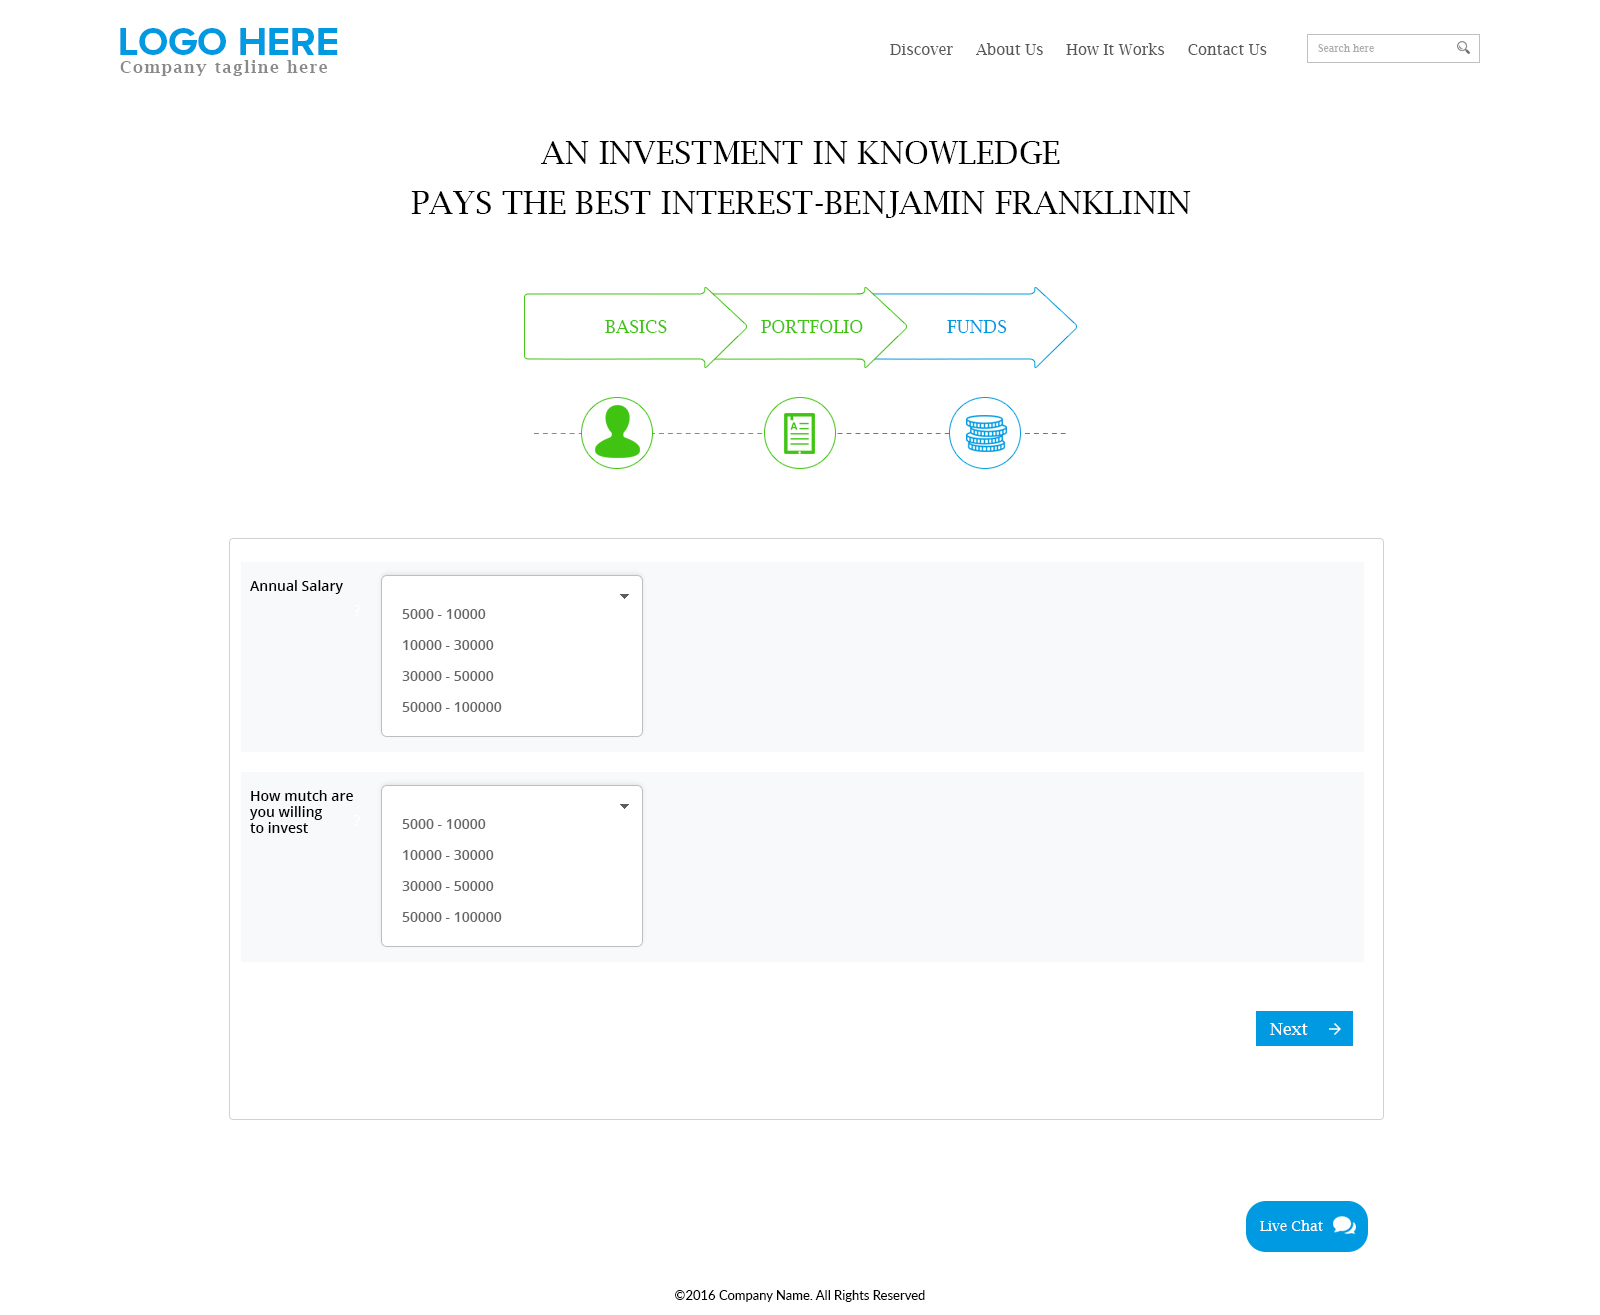 LOGO HERE
Company tagline here
Discover About Us How It Works Contact Us Search here
AN INVESTMENT IN KNOWLEDGE
PAYS THE BEST INTEREST-BENJAMIN FRANKLININ
BASICS PORTFOLIO FUNDS
A
Annual Salary
5000 - 10000
10000 - 30000
30000 - 50000
50000 - 100000
How mutch are
you willing
to invest
5000 - 10000
10000 - 30000
30000 - 50000
50000 - 100000
Next
Live Chat
©2016 Company Name. All Rights Reserved